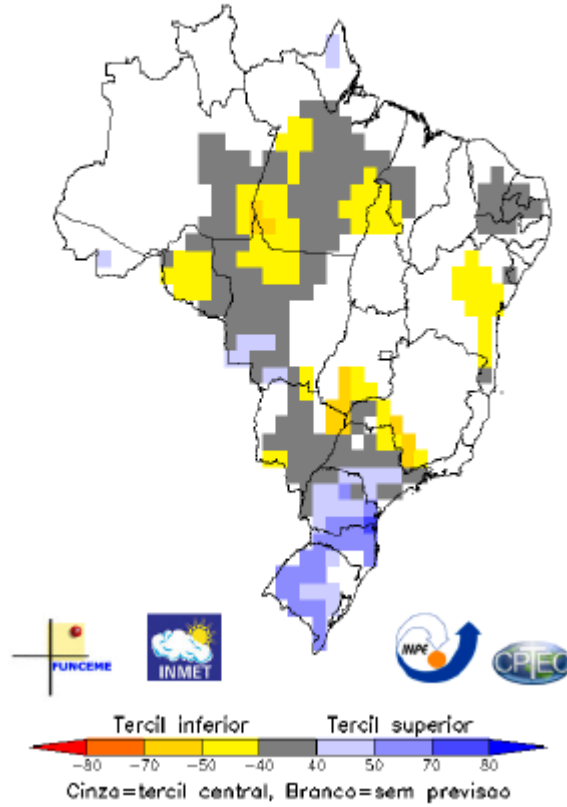 FUNCEME
INMET
INPE
CPTEC
Tercil inferior Tercil superior
-80 -70 -50 -40 40 50 70 80
Cinza=tercil central, Branco=sem previsao